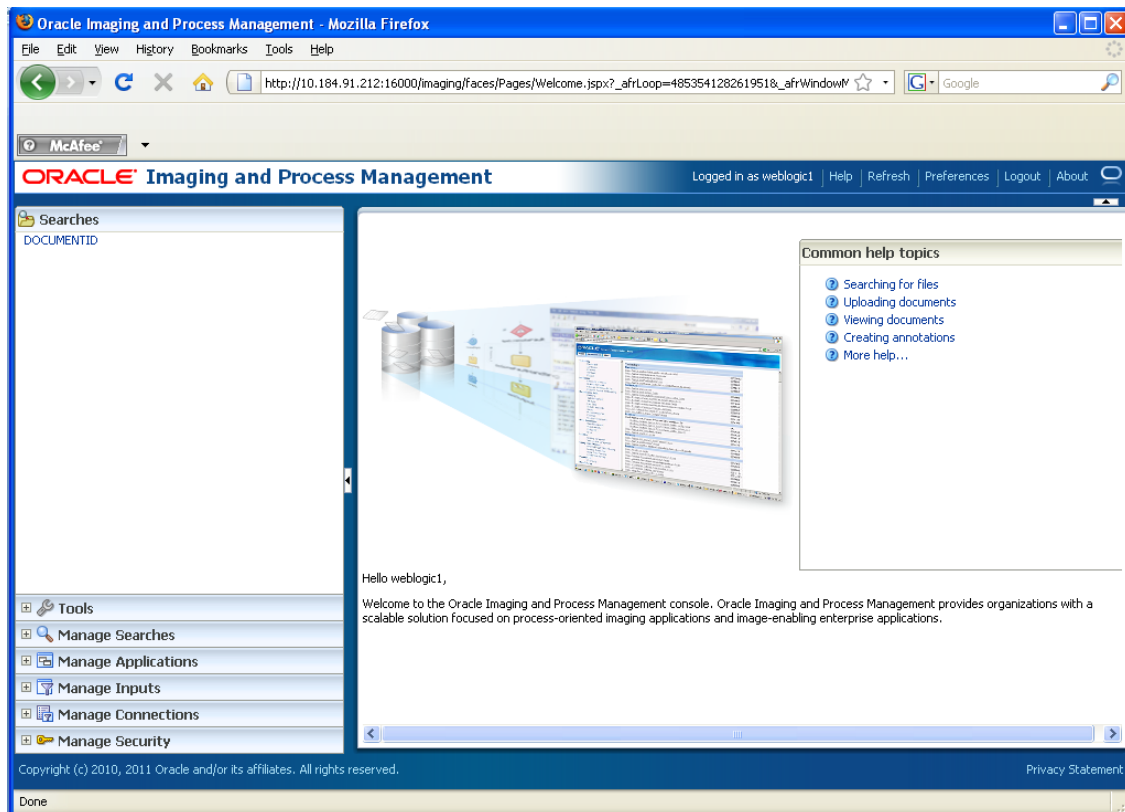 Oracle Imaging and Process Management - Mozilla Firefox
File Edit View History Bookmarks Tools Help
http://10.184.91.212:16000/imaging/faces/Pages/Welcome.jspx?_afrLoop=4853541282619518&_afrWindowM
Google
McAfee
ORACLE Imaging and Process Management
Logged in as weblogic1 Help Refresh Preferences Logout About
Searches
DOCUMENTID
Common help topics
Searching for files
Uploading documents
Viewing documents
Creating annotations
More help...
Hello weblogic1,
Welcome to the Oracle Imaging and Process Management console. Oracle Imaging and Process Management provides organizations with a
scalable solution focused on process-oriented imaging applications and image-enabling enterprise applications.
Tools
Manage Searches
Manage Applications
Manage Inputs
Manage Connections
Manage Security
Copyright (c) 2010, 2011 Oracle and/or its affiliates. All rights reserved.
Privacy Statement
Done